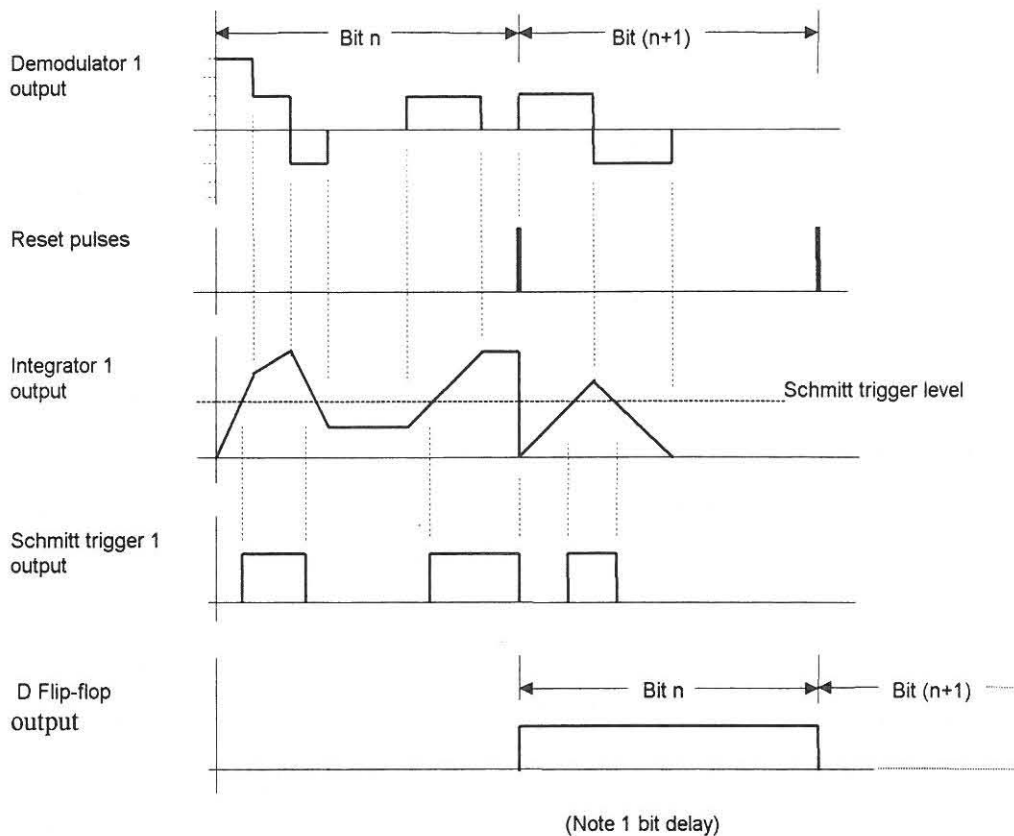 Bit n
Bit (n+1)
Demodulator 1
output
Reset pulses
Integrator 1
output
Schmitt trigger level
Schmitt trigger 1
output
D Flip-flop
output
Bit n
Bit (n+1)
(Note 1 bit delay)